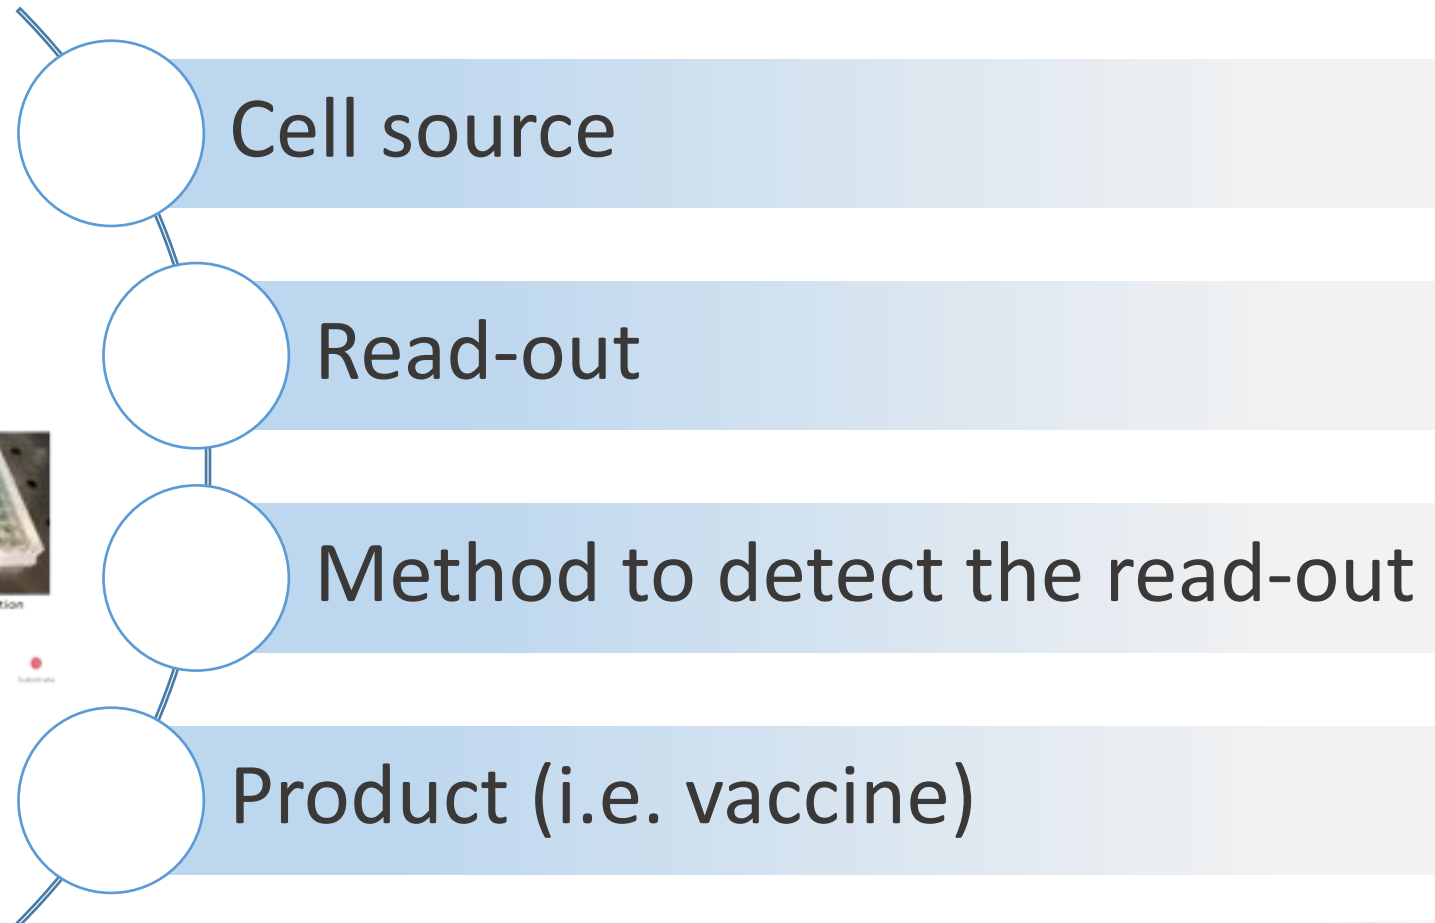 Cell source
Read-out
Method to detect the read-out
Product (i.e. vaccine)